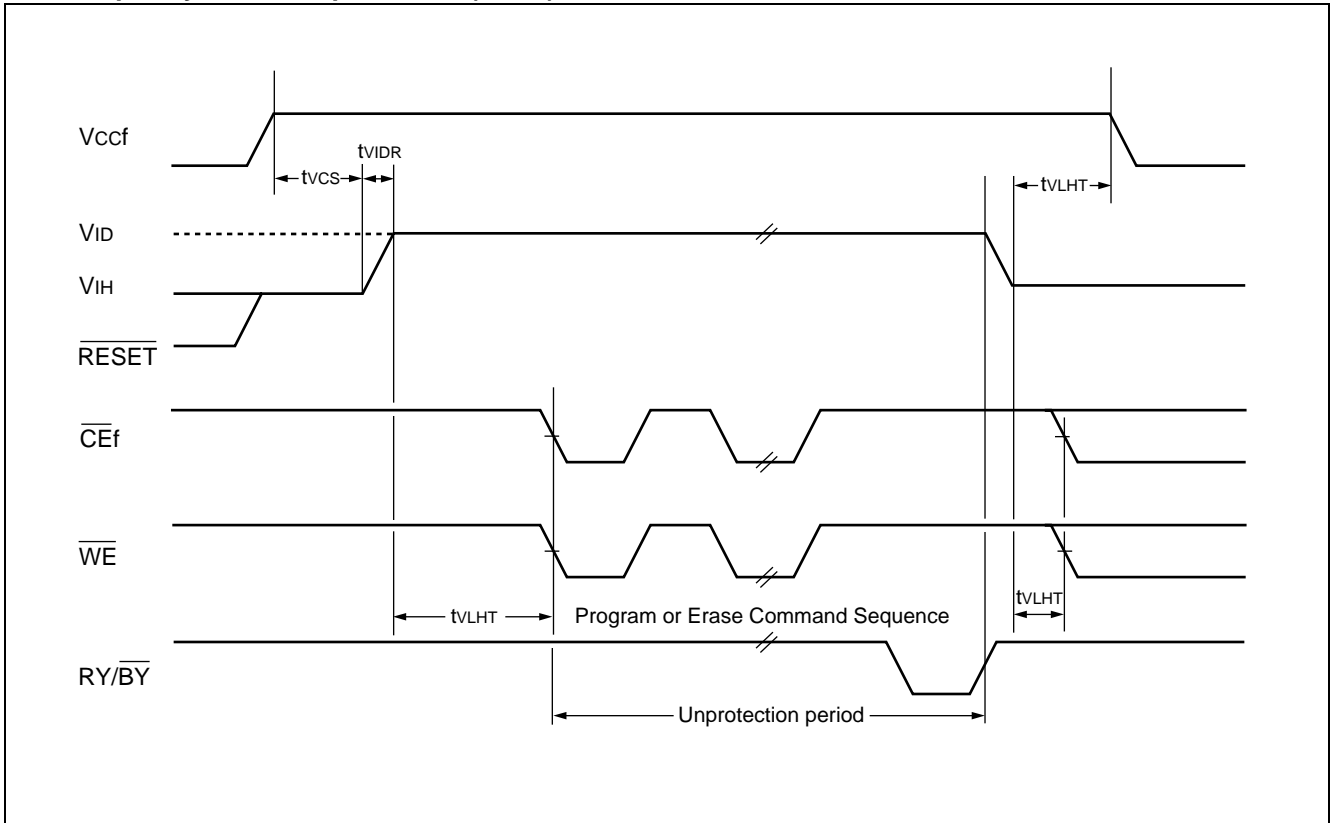 Vccf
tVIDR
tVCS
tVLHT
VID
VIH
RESET
CEf
WE
tVLHT
tVLHT
Program or Erase Command Sequence
RY/BY
Unprotection period